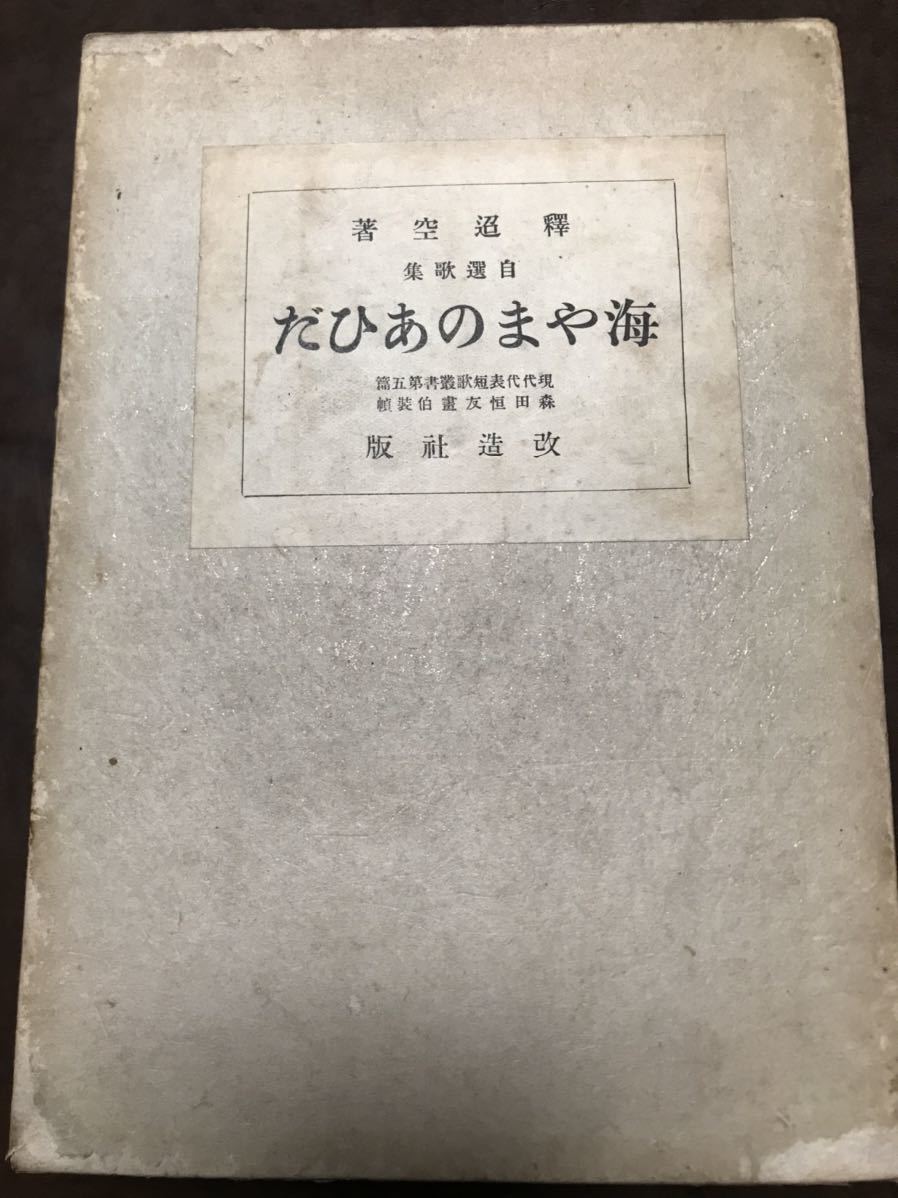 釋迢空著
自選歌集
海やまのあひだ
現代代表短歌叢書第五篇
森田恒友畫伯裝幀
改造社版